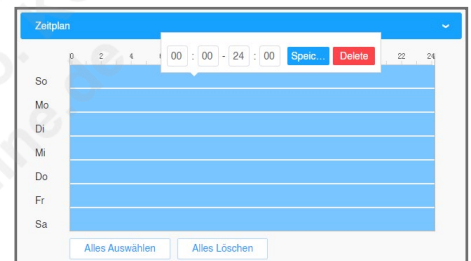 Zeitplan
00 : 00 - 24 : 00 Speic... Delete
0 2 4 22 24
So
Mo
Di
Mi
Do
Fr
Sa
Alles Auswählen Alles Löschen